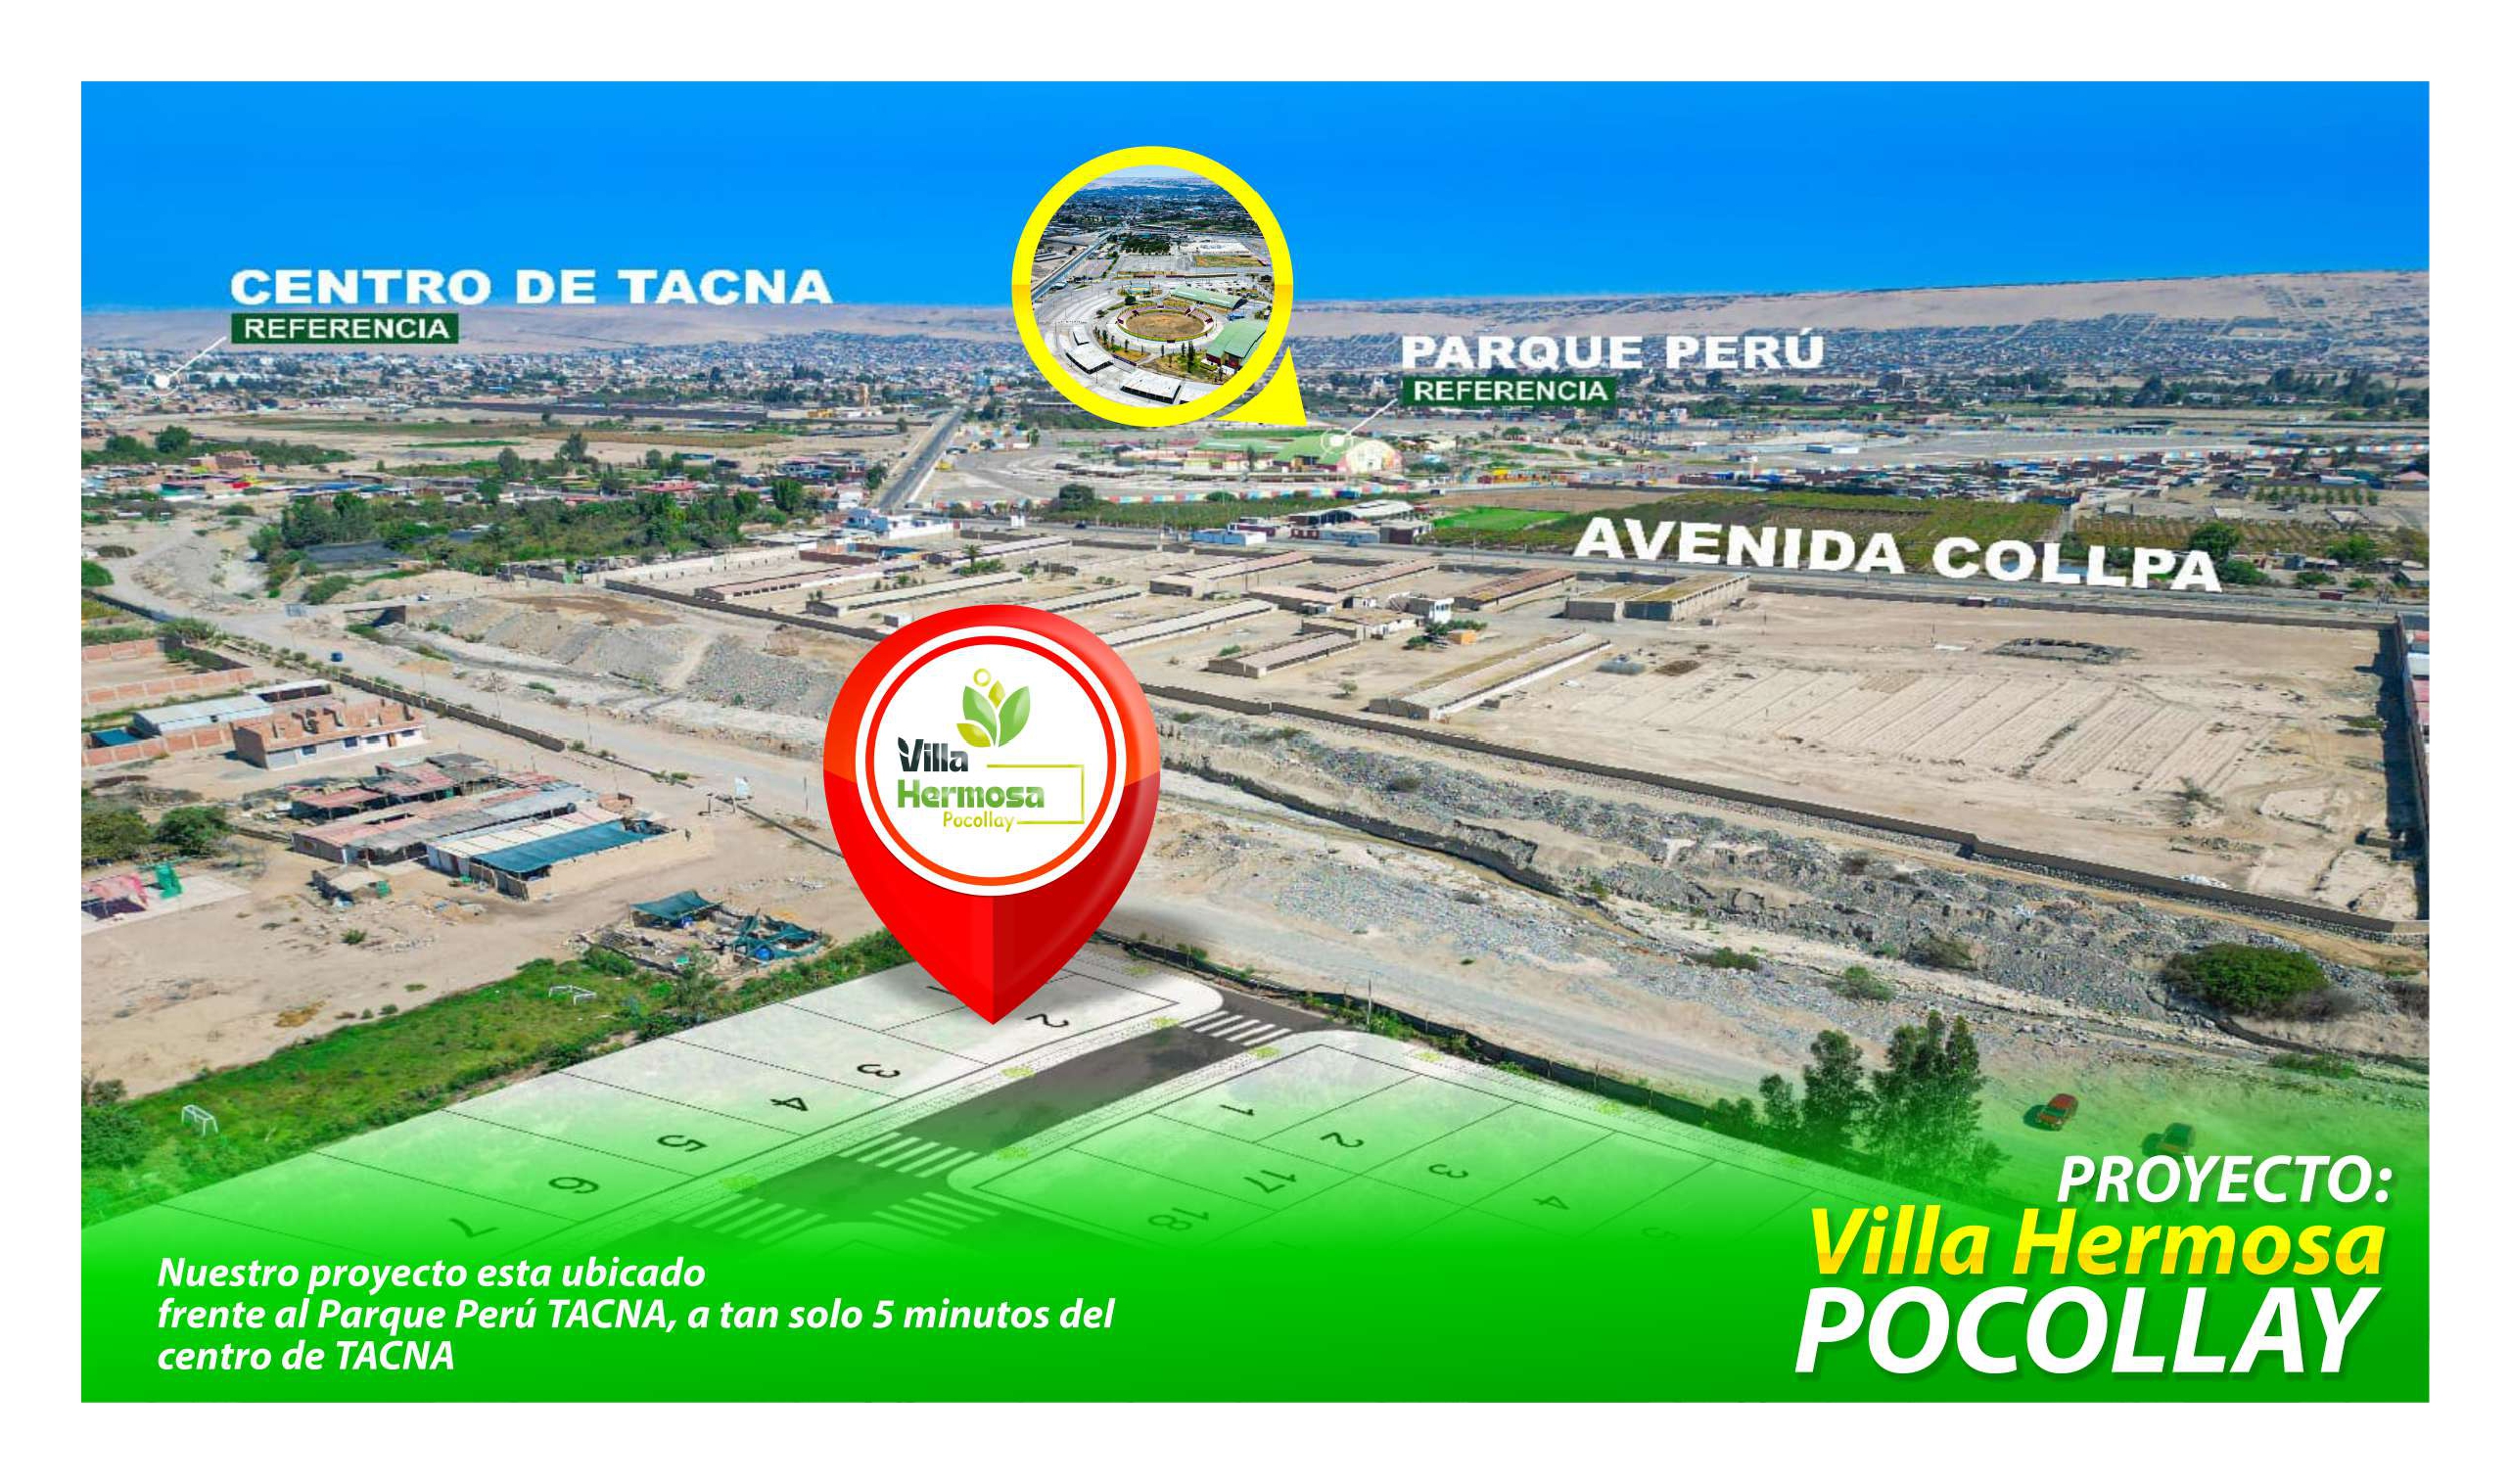 CENTRO DE TACNA
REFERENCIA
PARQUE PERÚ
REFERENCIA
AVENIDA COLLPA
Villa
Hermosa
Pocollay
1
2
3
4
5
6
7
1
2
3
4
5
17
18
PROYECTO:
Villa Hermosa
POCOLLAY
Nuestro proyecto esta ubicado
frente al Parque Perú TACNA, a tan solo 5 minutos del
centro de TACNA